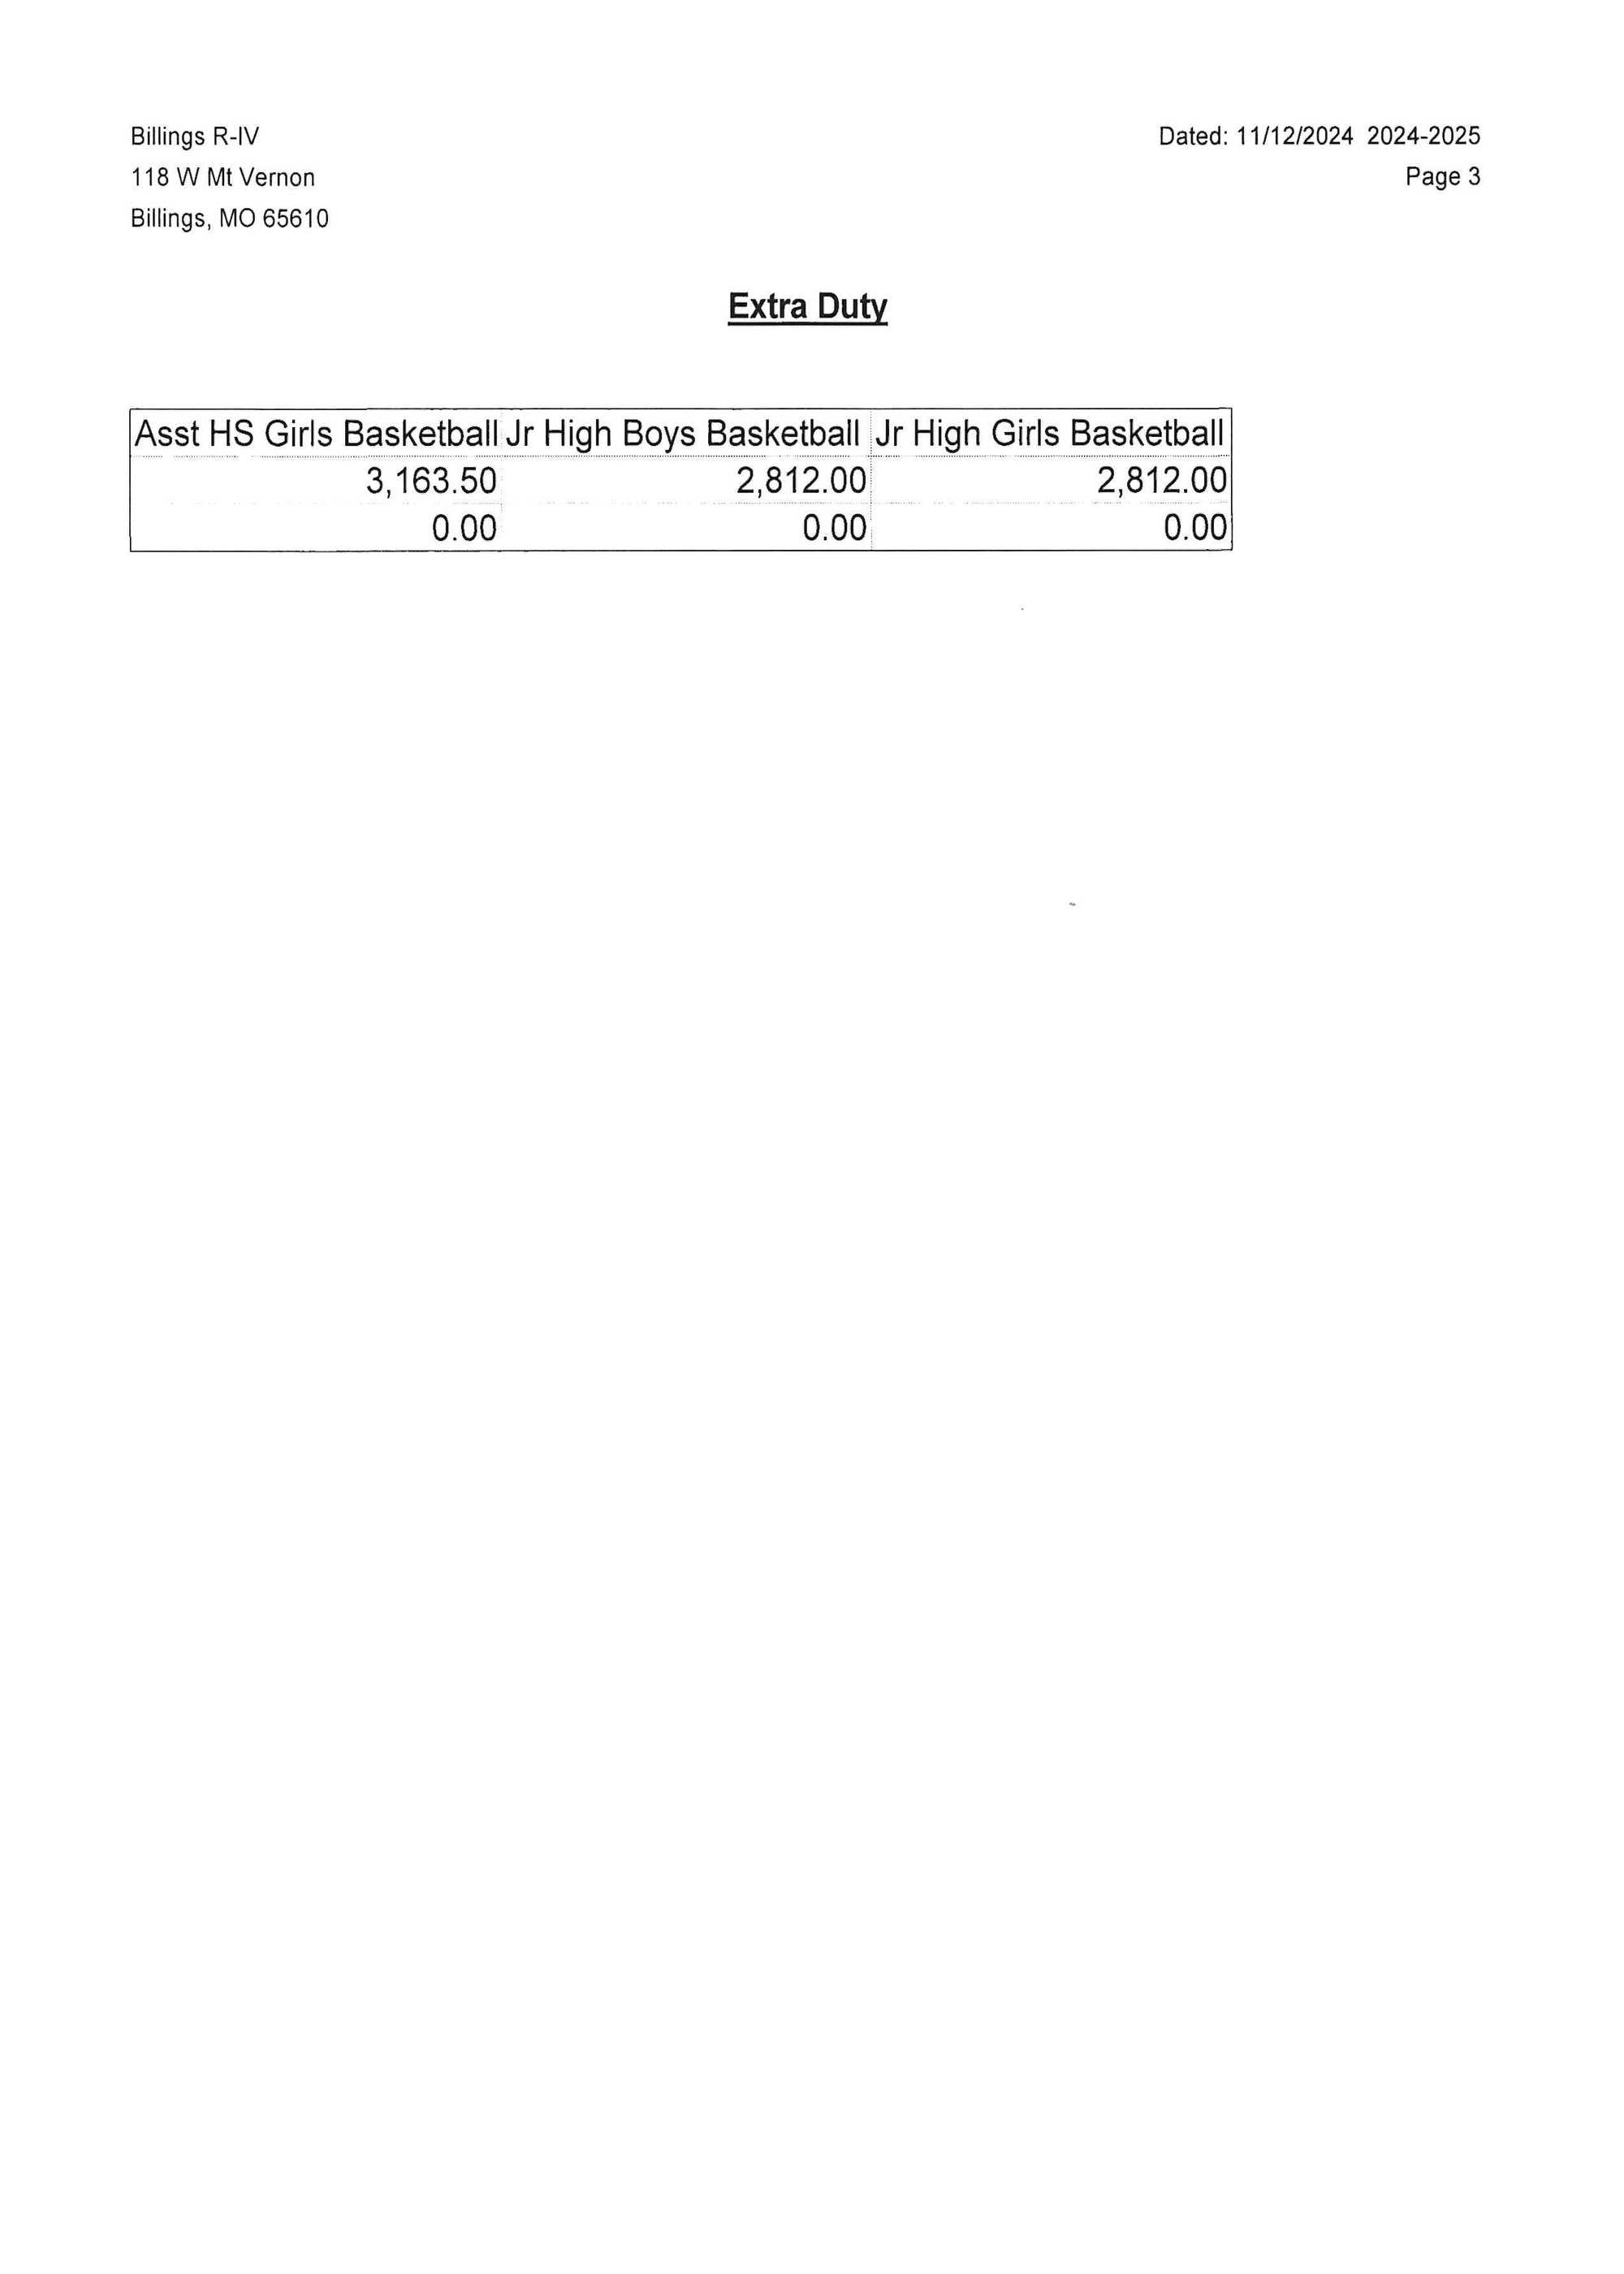 Billings R-IV
118 W Mt Vernon
Billings, MO 65610
Dated: 11/12/2024 2024-2025
Page 3
Extra Duty
Asst HS Girls Basketball Jr High Boys Basketball Jr High Girls Basketball
3,163.50 2,812.00 2,812.00
0.00 0.00 0.00